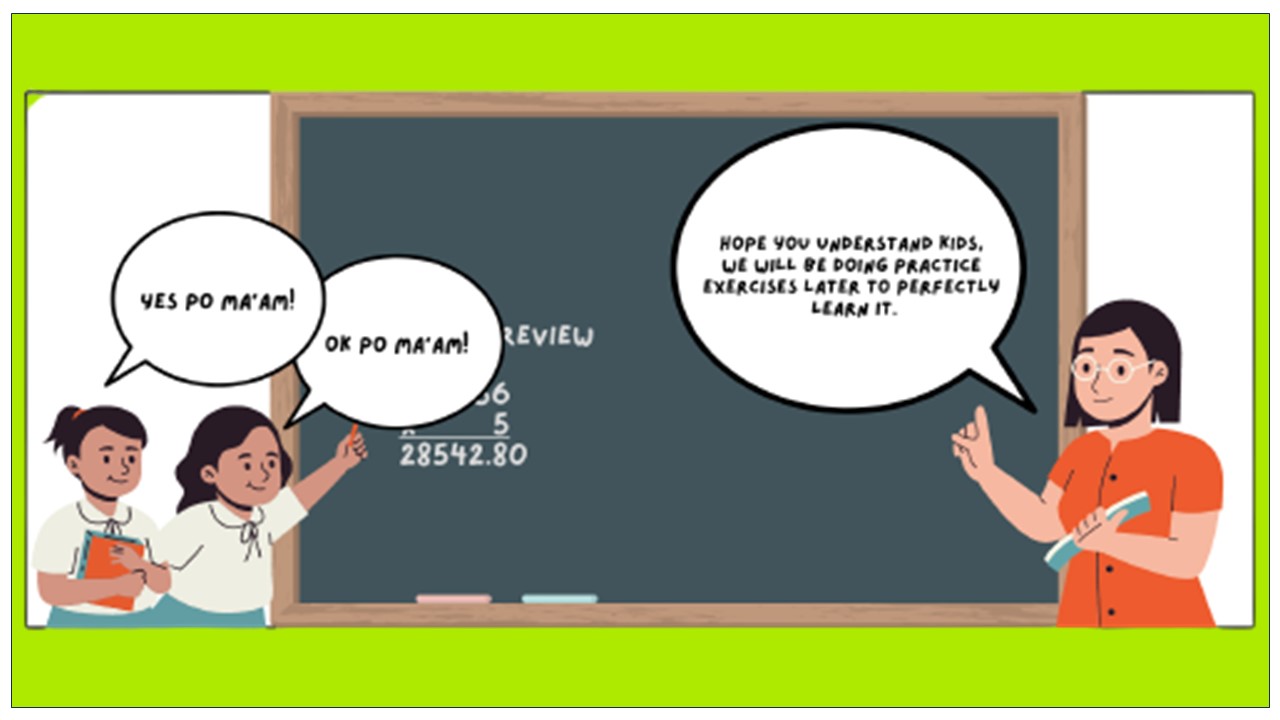 YES PO MA'AM!
OK PO MA'AM!
HOPE YOU UNDERSTAND KIDS,
WE WILL BE DOING PRACTICE
EXERCISES LATER TO PERFECTLY
LEARN IT.
REVIEW
5
28542.80